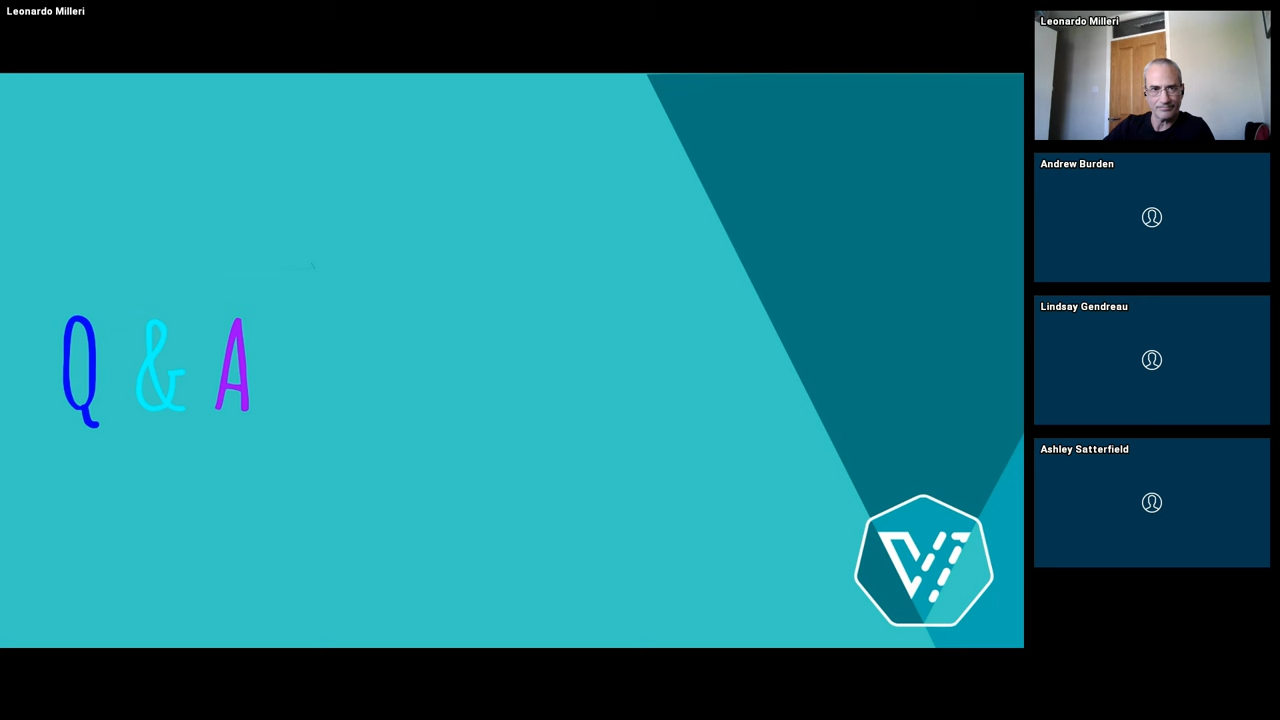 Leonardo Milleri
Q & A
Leonardo Milleri
Andrew Burden
Lindsay Gendreau
Ashley Satterfield